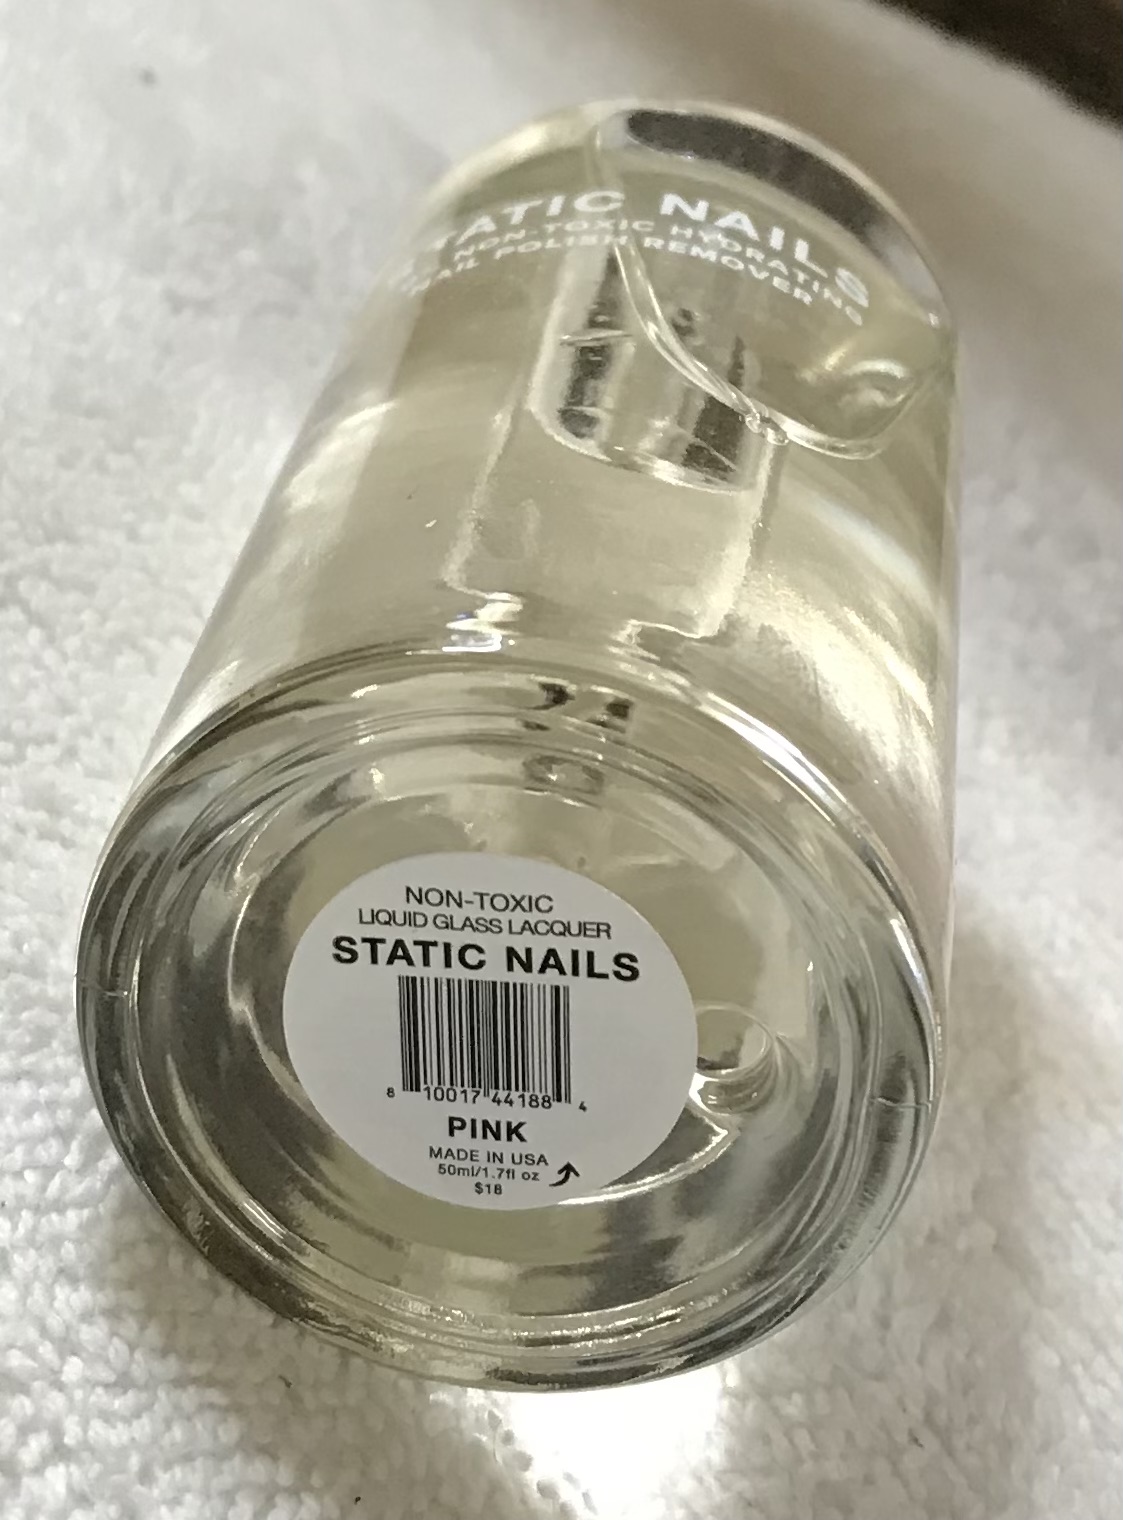 STATIC NAILS
NON-TOXIC HYDRATING
NAIL POLISH REMOVER
NON-TOXIC
LIQUID GLASS LACQUER
STATIC NAILS
8 10017 44188 4
PINK
MADE IN USA
50ml/1.7fl oz
$18